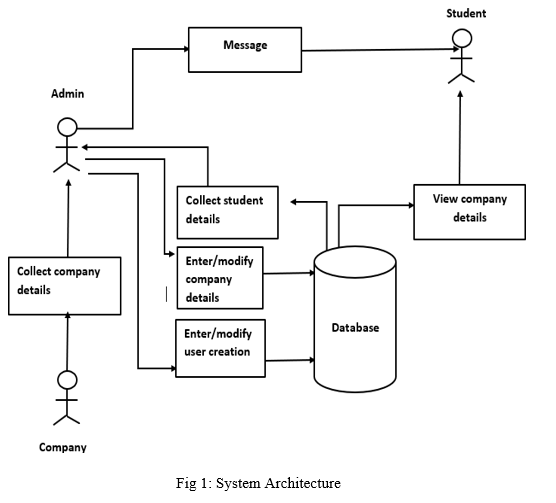 Student
Message
Admin
Collect student
details
View company
details
Enter/modify
company
details
Collect company
details
Database
Enter/modify
user creation
Company
Fig 1: System Architecture